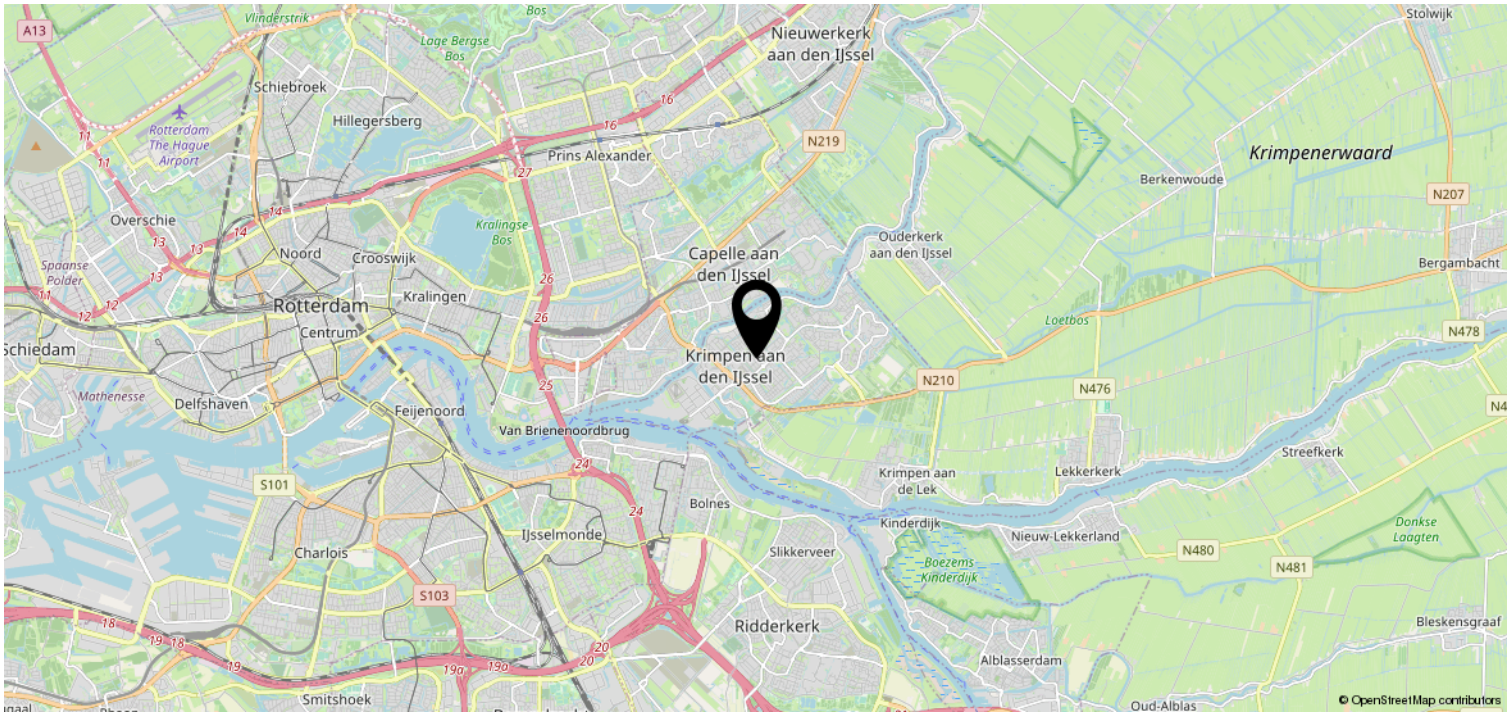 A13
Vlinderstrik
Lage Bergse
Bos
Bos
Nieuwerkerk
aan den IJssel
Stolwijk
Schiebroek
Hillegersberg
16
16
11
11
Rotterdam
The Hague
Airport
Prins Alexander
N219
Krimpenerwaard
Berkenwoude
27
N207
Overschie
14
14
13
13
13
Kralingse
Bos
Noord
Crooswijk
Spaanse
Polder
Capelle aan
den IJssel
Ouderkerk
aan den IJssel
Bergambacht
26
26
11
12
12
Rotterdam
Kralingen
Centrum
Loetbos
N478
Schiedam
Krimpen aan
den IJssel
25
N210
N476
Mathenesse
Delfshaven
Feijenoord
Van Brienenoordbrug
24
24
S101
Krimpen aan
de Lek
Lekkerkerk
Streefkerk
Bolnes
Kinderdijk
Nieuw-Lekkerland
Donkse
Laagten
IJsselmonde
Charlois
Slikkerveer
N480
N481
Boezems
Kinderdijk
S103
18
18
19
19
19a
19a
20
20
Ridderkerk
Bleskensgraaf
Alblasserdam
Smitshoek
Oud-Alblas
© OpenStreetMap contributors